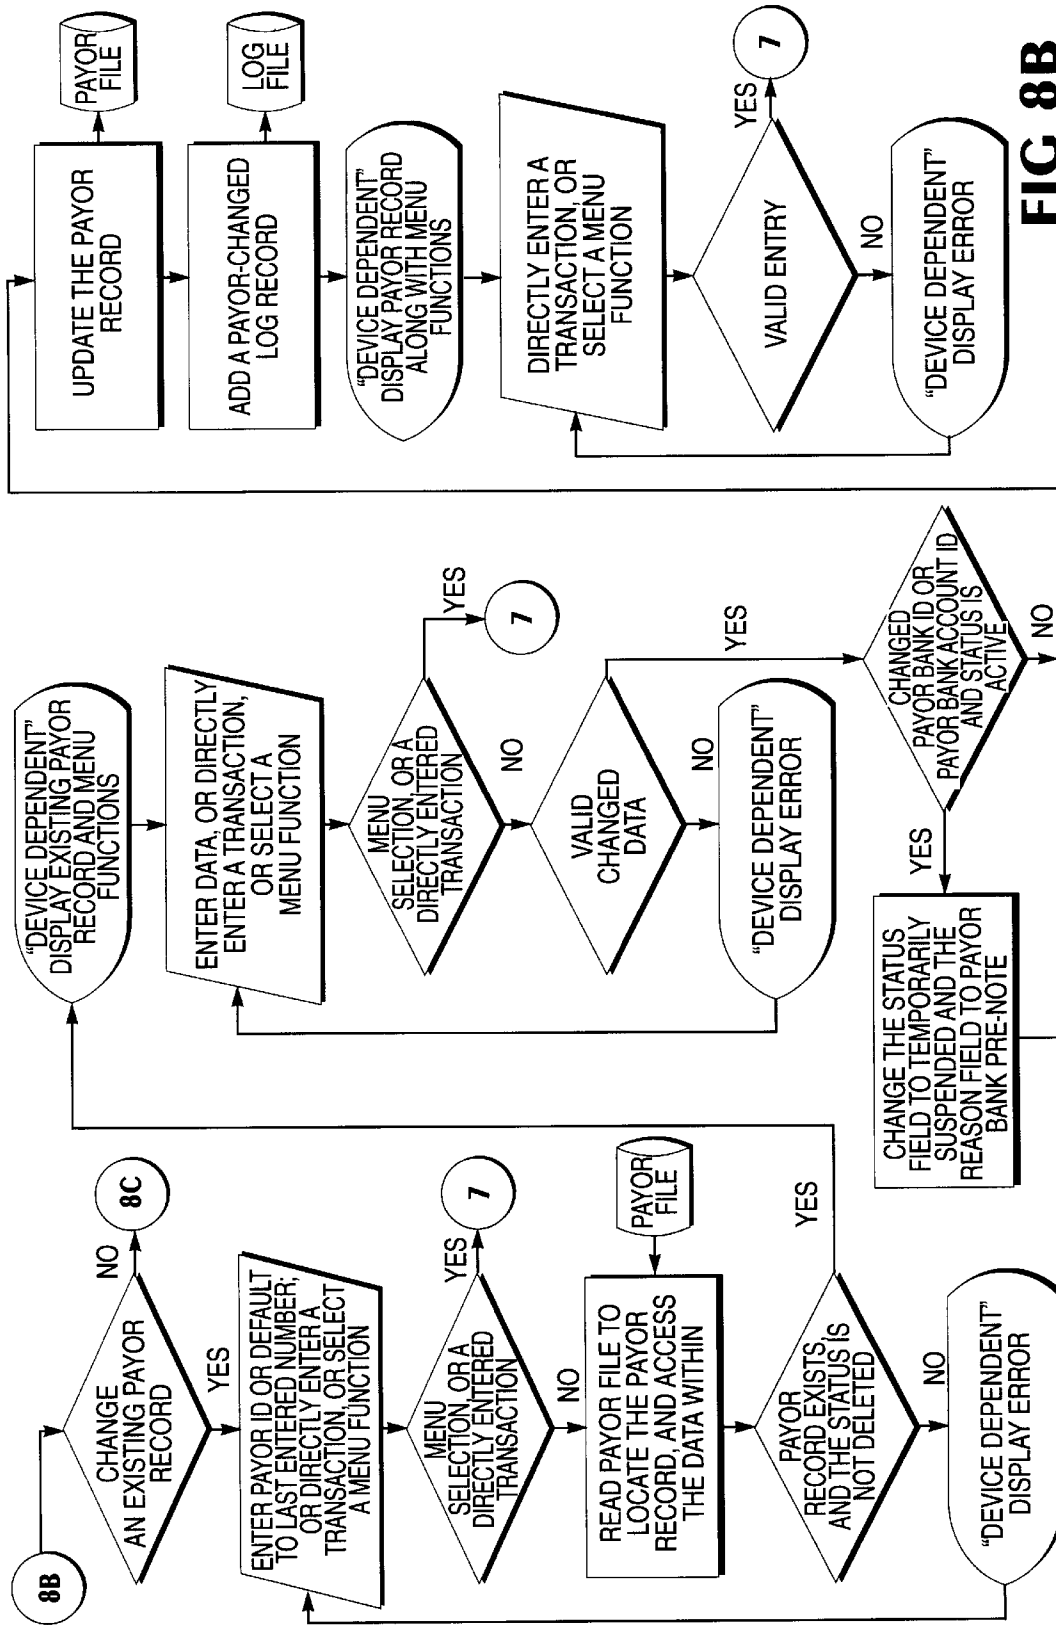 8B
CHANGE
AN EXISTING PAYOR
RECORD
NO
8C
YES
ENTER PAYOR ID OR DEFAULT
TO LAST ENTERED NUMBER;
OR DIRECTLY ENTER A
TRANSACTION, OR SELECT
A MENU FUNCTION
MENU
SELECTION, OR A
DIRECTLY ENTERED
TRANSACTION
YES
7
NO
READ PAYOR FILE TO
LOCATE THE PAYOR
RECORD, AND ACCESS
THE DATA WITHIN
PAYOR
FILE
PAYOR
RECORD EXISTS,
AND THE STATUS IS
NOT DELETED
YES
NO
"DEVICE DEPENDENT"
DISPLAY ERROR
"DEVICE DEPENDENT"
DISPLAY EXISTING PAYOR
RECORD AND MENU
FUNCTIONS
ENTER DATA, OR DIRECTLY
ENTER A TRANSACTION,
OR SELECT A
MENU FUNCTION
MENU
SELECTION, OR A
DIRECTLY ENTERED
TRANSACTION
YES
7
NO
VALID
CHANGED
DATA
YES
NO
"DEVICE DEPENDENT"
DISPLAY ERROR
CHANGED
PAYOR BANK ID OR
PAYOR BANK ACCOUNT ID
AND STATUS IS
ACTIVE
YES
NO
CHANGE THE STATUS
FIELD TO TEMPORARILY
SUSPENDED AND THE
REASON FIELD TO PAYOR
BANK PRE-NOTE
UPDATE THE PAYOR
RECORD
PAYOR
FILE
ADD A PAYOR-CHANGED
LOG RECORD
LOG
FILE
"DEVICE DEPENDENT"
DISPLAY PAYOR RECORD
ALONG WITH MENU
FUNCTIONS
DIRECTLY ENTER A
TRANSACTION, OR
SELECT A MENU
FUNCTION
VALID ENTRY
YES
7
NO
"DEVICE DEPENDENT"
DISPLAY ERROR
FIG 8B